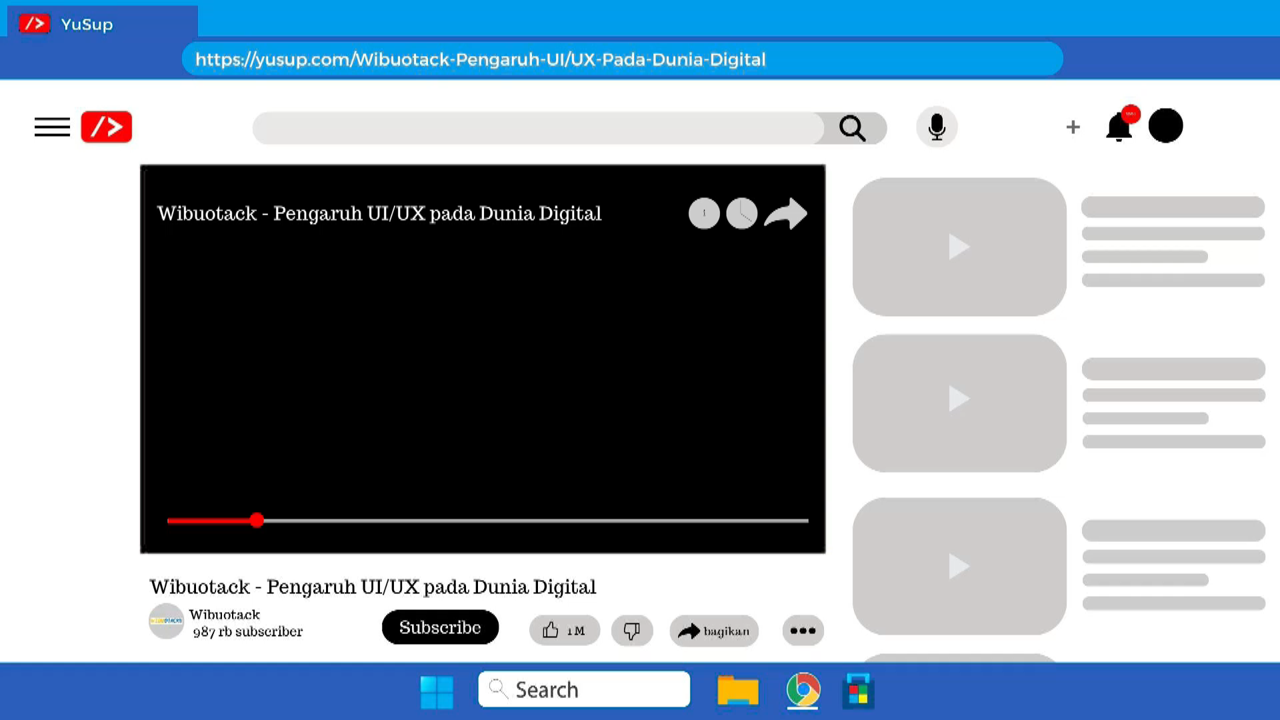 YuSup
https://yusup.com/Wibuotack-Pengaruh-UI/UX-Pada-Dunia-Digital
Wibuotack - Pengaruh UI/UX pada Dunia Digital
Wibuotack - Pengaruh UI/UX pada Dunia Digital
Wibuotack
987 rb subscriber
Subscribe
1 M
bagikan
Search